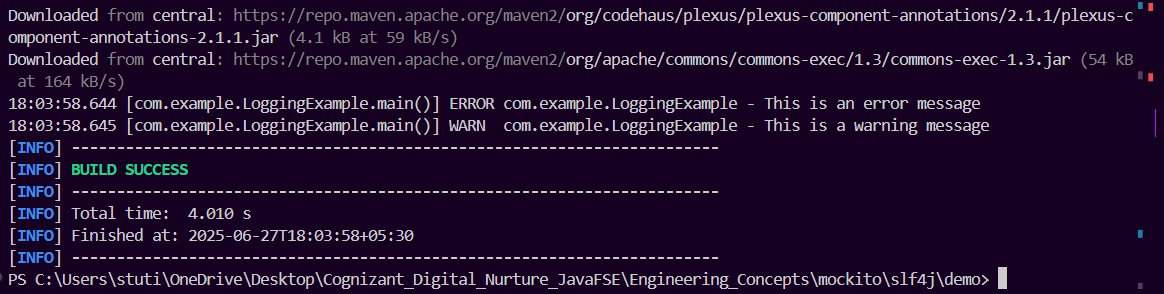 Downloaded from central: https://repo.maven.apache.org/maven2/org/codehaus/plexus/plexus-component-annotations/2.1.1/plexus-c
omponent-annotations-2.1.1.jar (4.1 kB at 59 kB/s)
Downloaded from central: https://repo.maven.apache.org/maven2/org/apache/commons/commons-exec/1.3/commons-exec-1.3.jar (54 kB
 at 164 kB/s)
18:03:58.644 [com.example.LoggingExample.main()] ERROR com.example.LoggingExample - This is an error message
18:03:58.645 [com.example.LoggingExample.main()] WARN  com.example.LoggingExample - This is a warning message
[INFO] ------------------------------------------------------------------------
[INFO] BUILD SUCCESS
[INFO] ------------------------------------------------------------------------
[INFO] Total time:  4.010 s
[INFO] Finished at: 2025-06-27T18:03:58+05:30
[INFO] ------------------------------------------------------------------------
PS C:\Users\stuti\OneDrive\Desktop\Cognizant_Digital_Nurture_JavaFSE\Engineering_Concepts\mockito\slf4j\demo>